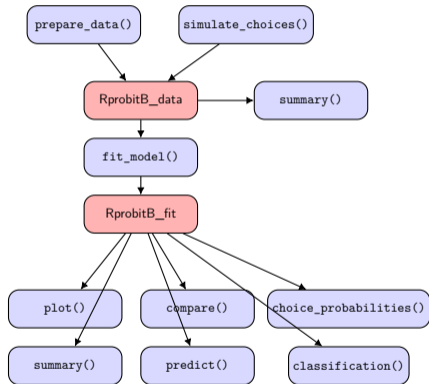 prepare_data()
simulate_choices()
RprobitB_data
summary()
fit_model()
RprobitB_fit
plot()
compare()
choice_probabilities()
summary()
predict()
classification()